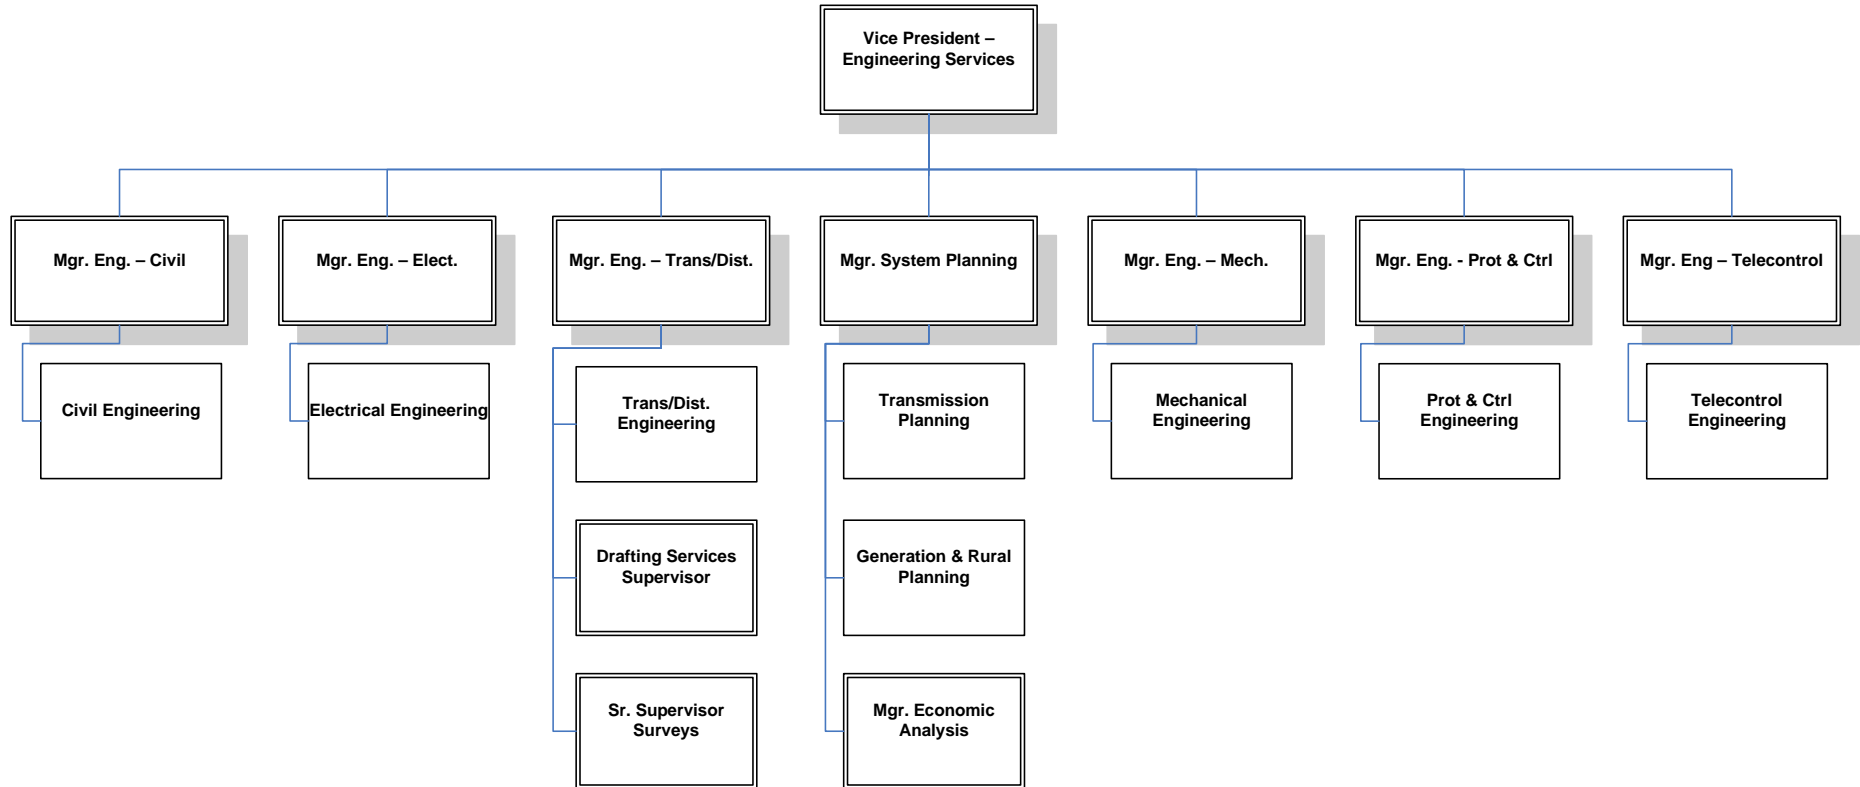 Vice President –
Engineering Services
Mgr. Eng. – Civil
Mgr. Eng. – Elect.
Mgr. Eng. – Trans/Dist.
Mgr. System Planning
Mgr. Eng. – Mech.
Mgr. Eng. - Prot & Ctrl
Mgr. Eng – Telecontrol
Civil Engineering
Electrical Engineering
Trans/Dist.
Engineering
Transmission
Planning
Mechanical
Engineering
Prot & Ctrl
Engineering
Telecontrol
Engineering
Drafting Services
Supervisor
Generation & Rural
Planning
Sr. Supervisor
Surveys
Mgr. Economic
Analysis